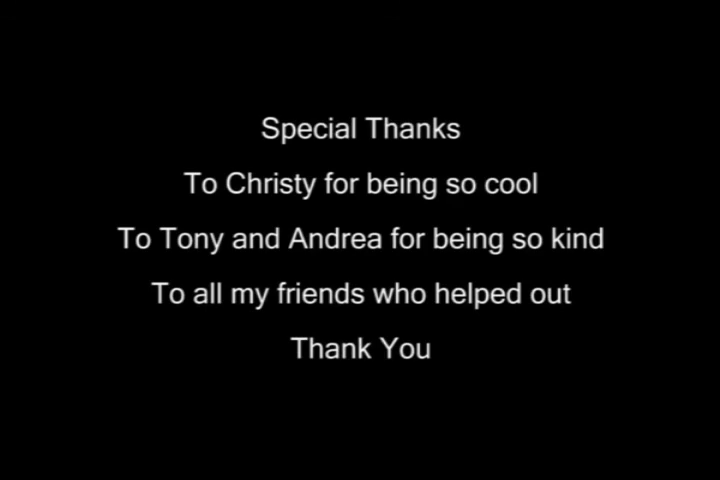 Special Thanks
To Christy for being so cool
To Tony and Andrea for being so kind
To all my friends who helped out
Thank You